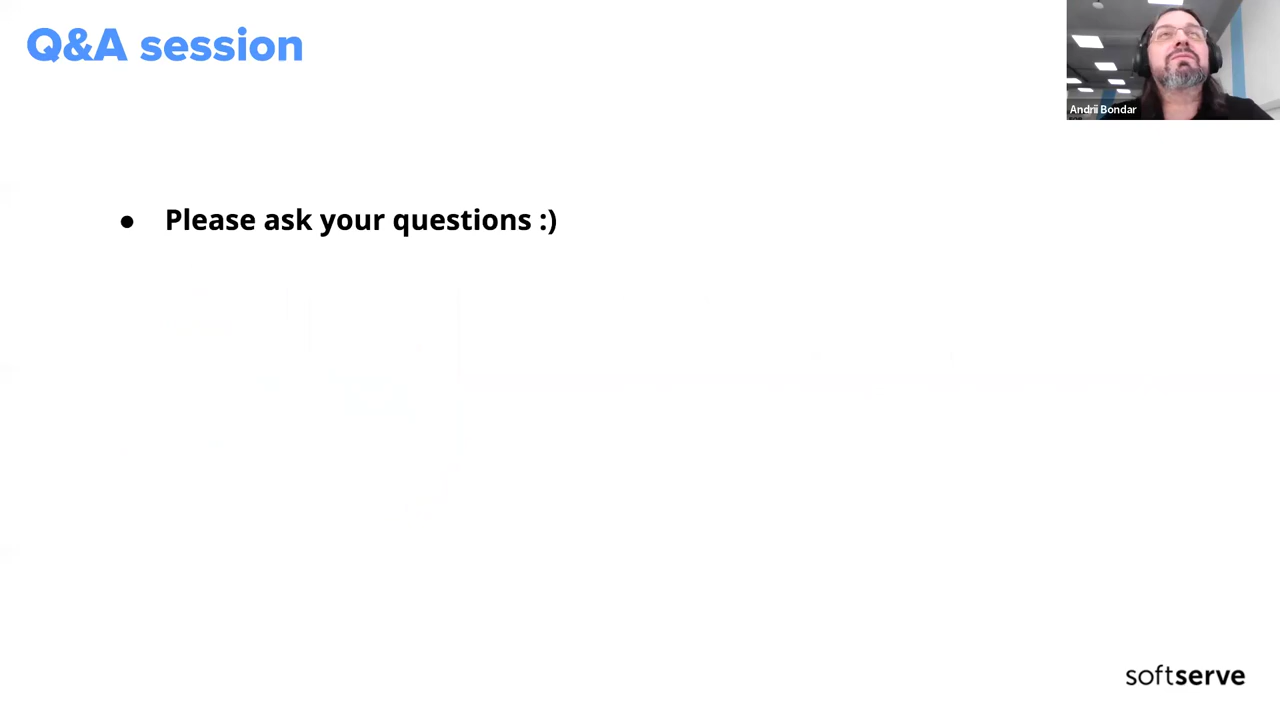 Q&A session
Andrii Bondar
● Please ask your questions :)
softserve